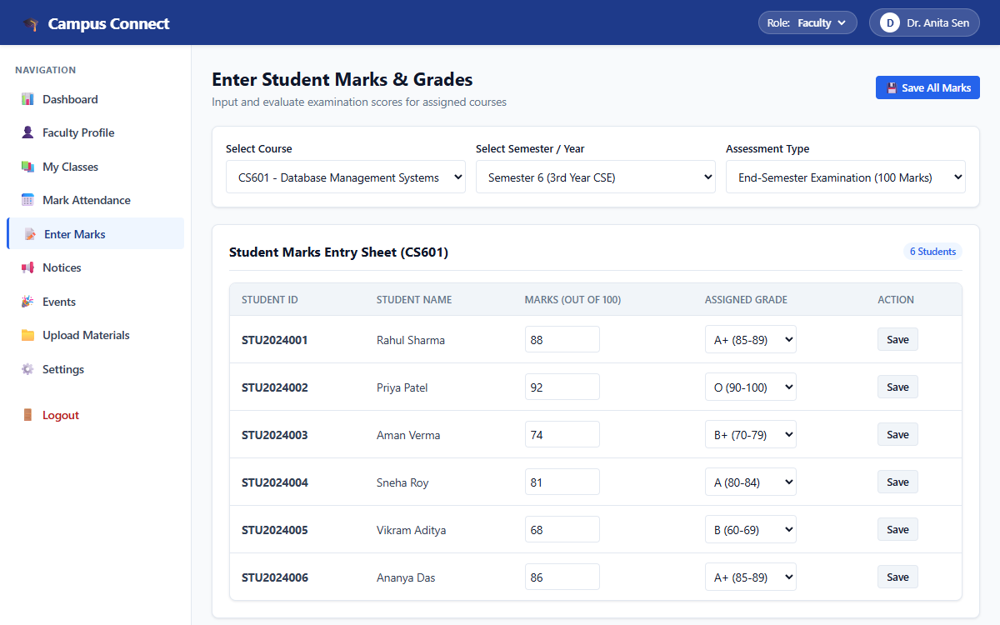 Campus Connect
Role: Faculty
D Dr. Anita Sen
NAVIGATION
Dashboard
Faculty Profile
My Classes
Mark Attendance
Enter Marks
Notices
Events
Upload Materials
Settings
Logout
Enter Student Marks & Grades
Input and evaluate examination scores for assigned courses
Save All Marks
Select Course
CS601 - Database Management Systems
Select Semester / Year
Semester 6 (3rd Year CSE)
Assessment Type
End-Semester Examination (100 Marks)
Student Marks Entry Sheet (CS601)
6 Students
STUDENT ID STUDENT NAME MARKS (OUT OF 100) ASSIGNED GRADE ACTION
STU2024001 Rahul Sharma 88 A+ (85-89) Save
STU2024002 Priya Patel 92 O (90-100) Save
STU2024003 Aman Verma 74 B+ (70-79) Save
STU2024004 Sneha Roy 81 A (80-84) Save
STU2024005 Vikram Aditya 68 B (60-69) Save
STU2024006 Ananya Das 86 A+ (85-89) Save